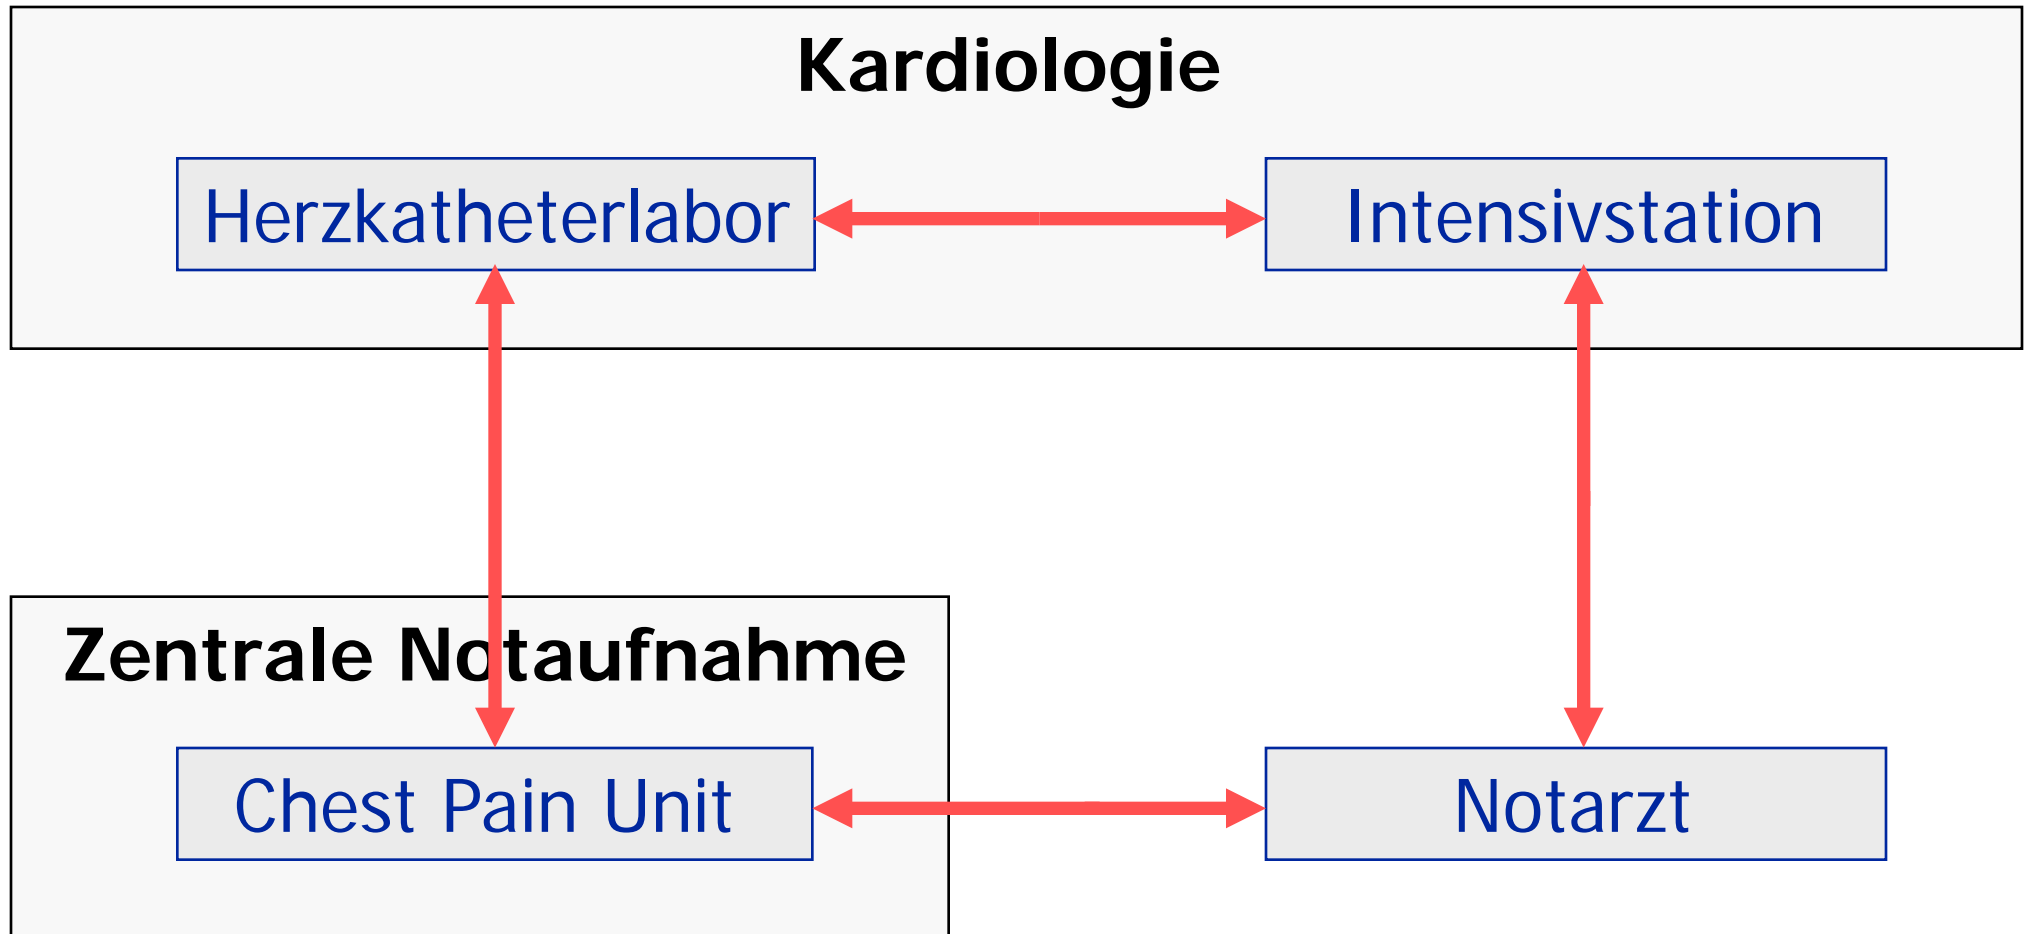 Kardiologie
Herzkatheterlabor
Intensivstation
Zentrale Notaufnahme
Chest Pain Unit
Notarzt